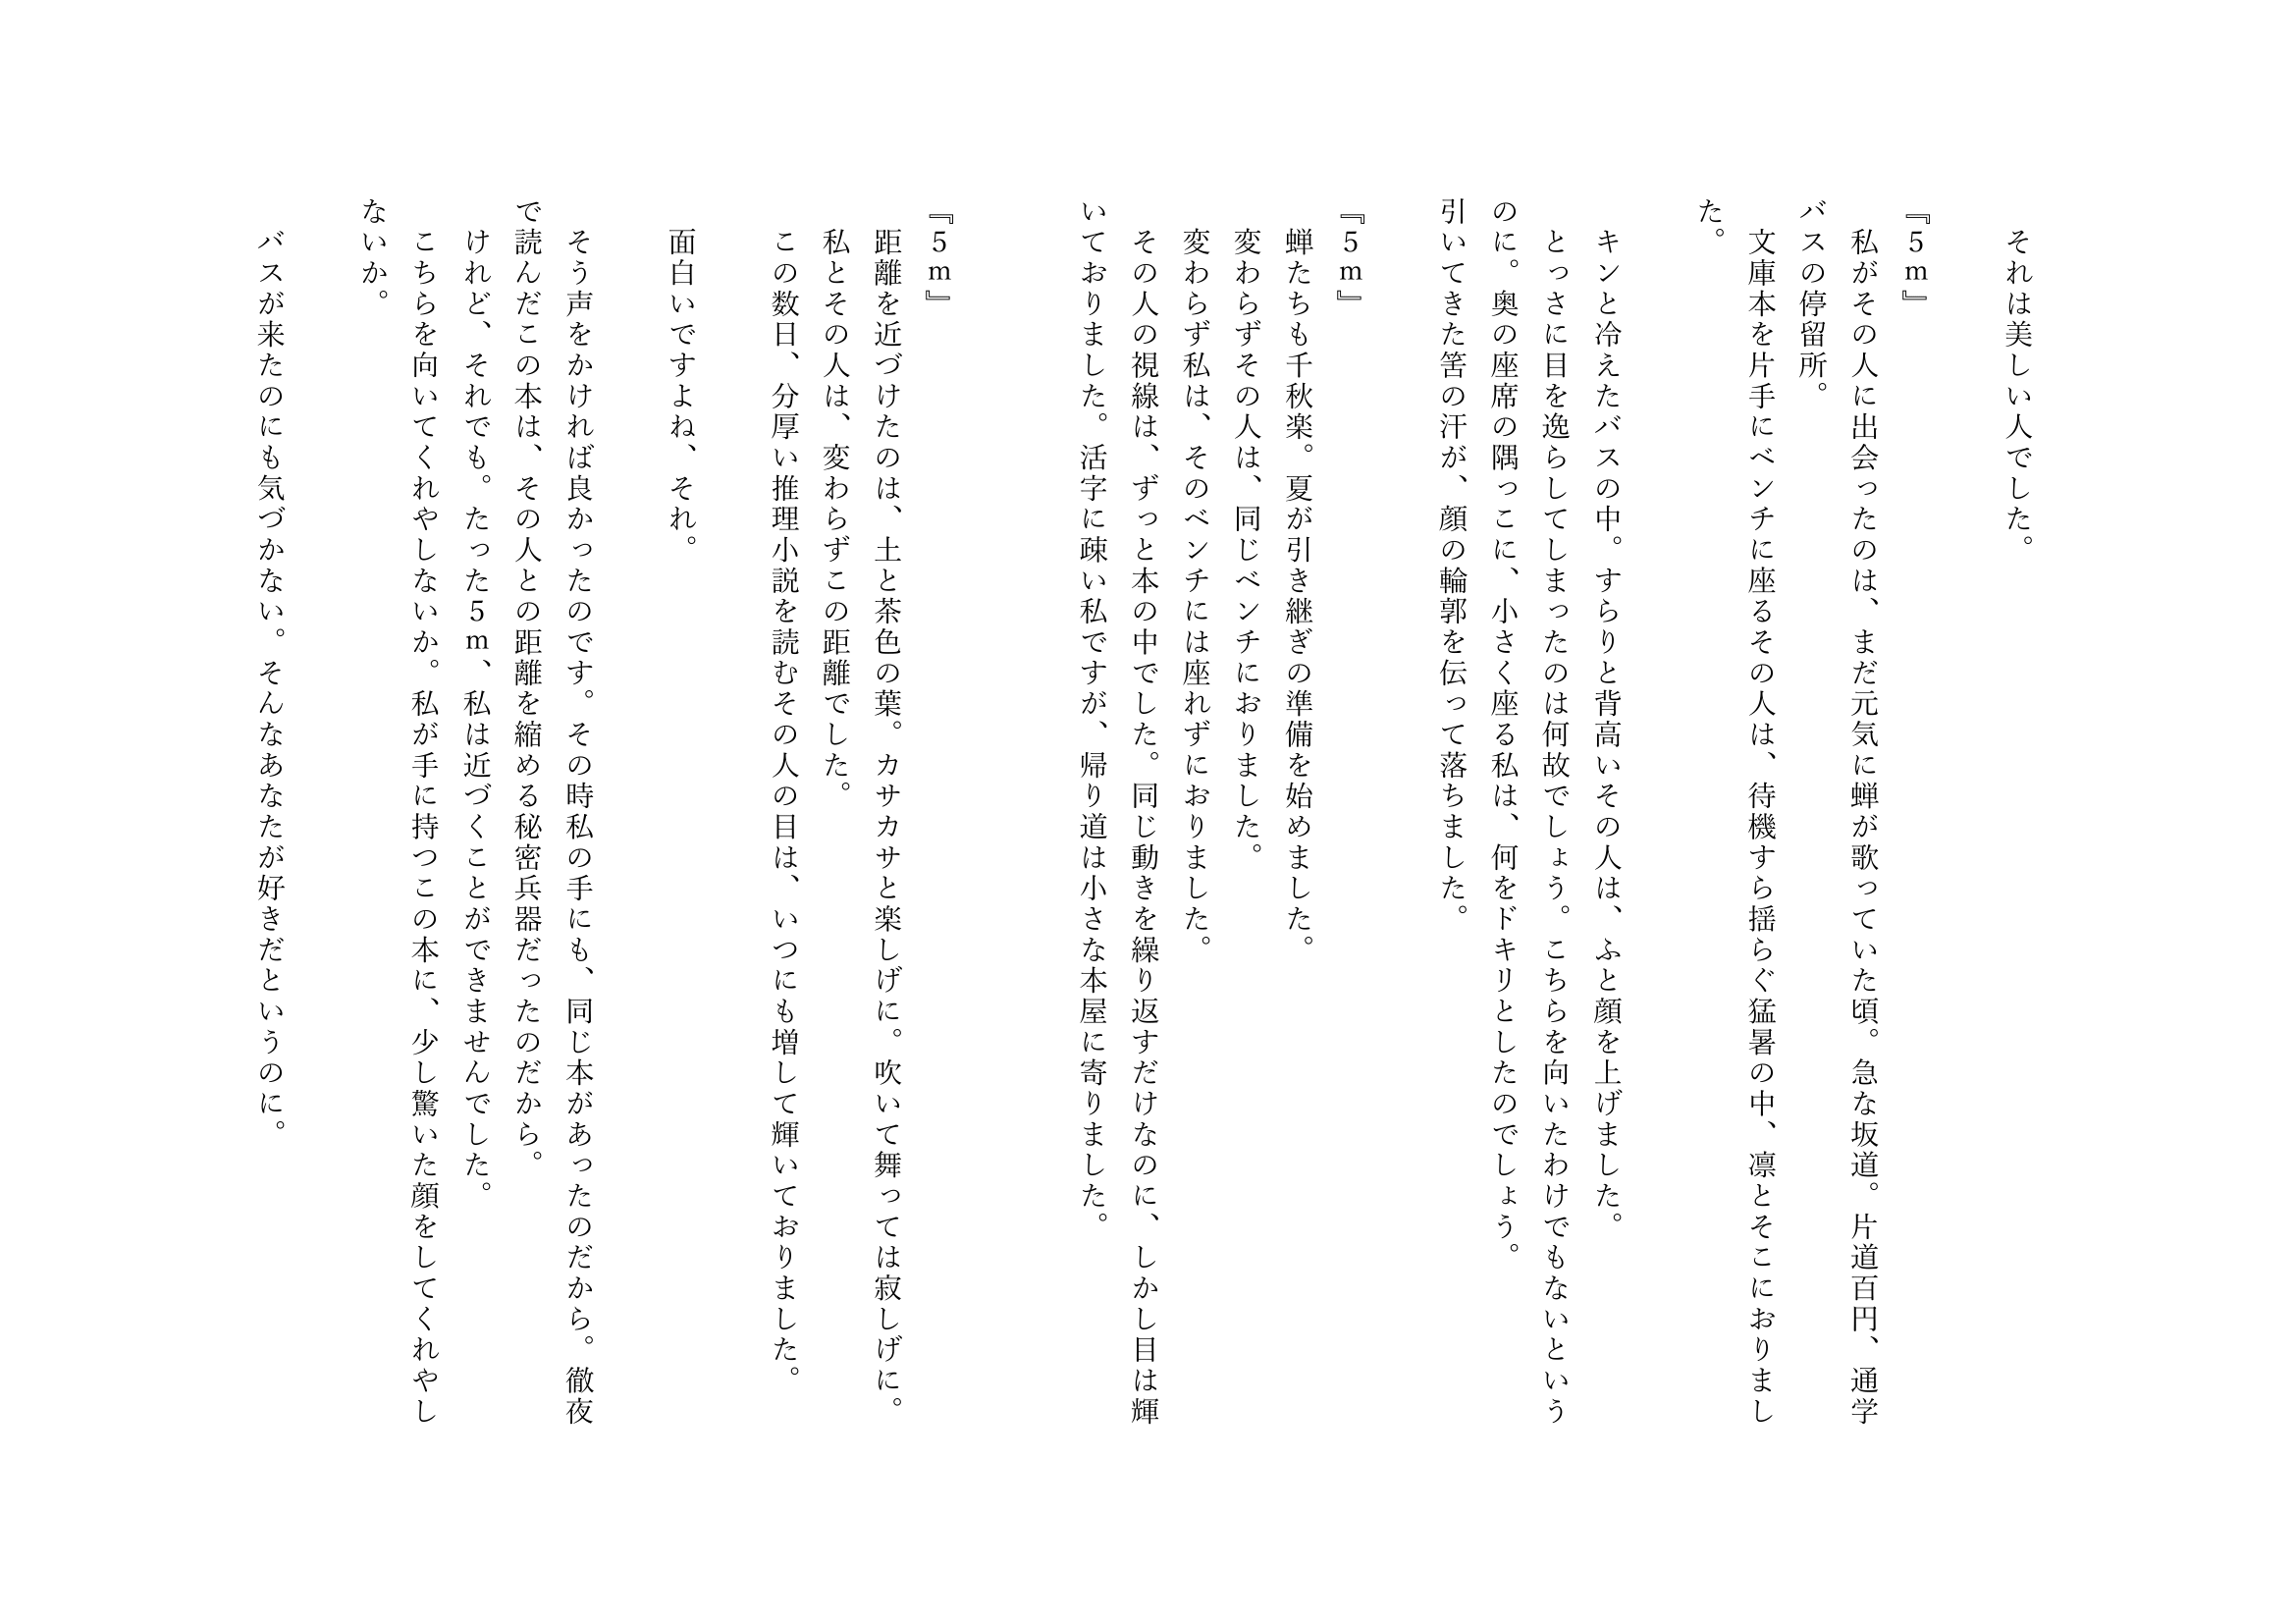 それは美しい人でした。
『５ｍ』
私がその人に出会ったのは、まだ元気に蝉が歌っていた頃。急な坂道。片道百円、通学
バスの停留所。
文庫本を片手にベンチに座るその人は、待機すら揺らぐ猛暑の中、凛とそこにおりまし
た。
キンと冷えたバスの中。すらりと背高いその人は、ふと顔を上げました。
とっさに目を逸らしてしまったのは何故でしょう。こちらを向いたわけでもないという
のに。奥の座席の隅っこに、小さく座る私は、何をドキリとしたのでしょう。
引いてきた筈の汗が、顔の輪郭を伝って落ちました。
『５ｍ』
蝉たちも千秋楽。夏が引き継ぎの準備を始めました。
変わらずその人は、同じベンチにおりました。
変わらず私は、そのベンチには座れずにおりました。
その人の視線は、ずっと本の中でした。同じ動きを繰り返すだけなのに、しかし目は輝
いておりました。活字に疎い私ですが、帰り道は小さな本屋に寄りました。
『５ｍ』
距離を近づけたのは、土と茶色の葉。カサカサと楽しげに。吹いて舞っては寂しげに。
私とその人は、変わらずこの距離でした。
この数日、分厚い推理小説を読むその人の目は、いつにも増して輝いておりました。
面白いですよね、それ。
そう声をかければ良かったのです。その時私の手にも、同じ本があったのだから。徹夜
で読んだこの本は、その人との距離を縮める秘密兵器だったのだから。
けれど、それでも。たった５ｍ、私は近づくことができませんでした。
こちらを向いてくれやしないか。私が手に持つこの本に、少し驚いた顔をしてくれやし
ないか。
バスが来たのにも気づかない。そんなあなたが好きだというのに。